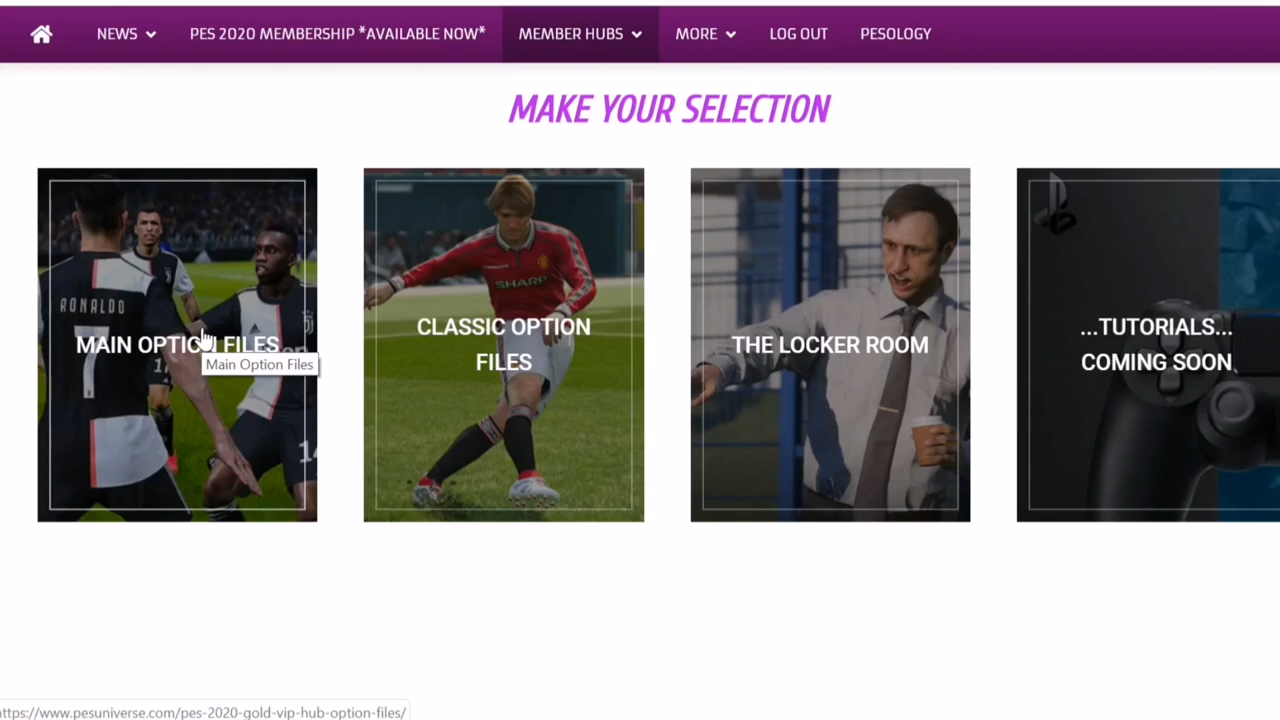 NEWS
PES 2020 MEMBERSHIP *AVAILABLE NOW*
MEMBER HUBS
MORE
LOG OUT
PESOLOGY
MAKE YOUR SELECTION
RONALDO
7
MAIN OPTION FILES
Main Option Files
SHARP
CLASSIC OPTION
FILES
THE LOCKER ROOM
...TUTORIALS...
COMING SOON
https://www.pesuniverse.com/pes-2020-gold-vip-hub-option-files/